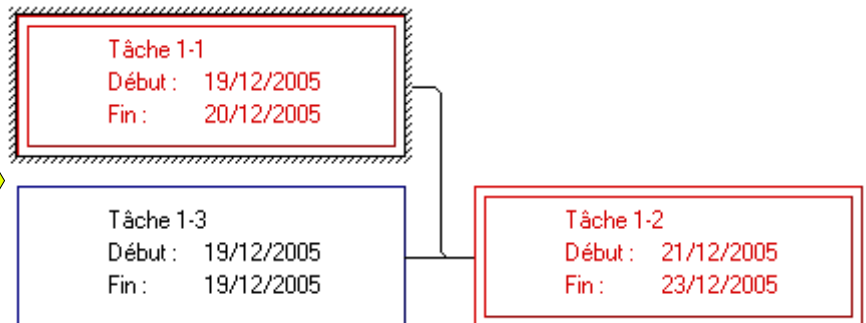 Tâche 1-1
Début : 19/12/2005
Fin : 20/12/2005
Tâche 1-3
Début : 19/12/2005
Fin : 19/12/2005
Tâche 1-2
Début : 21/12/2005
Fin : 23/12/2005